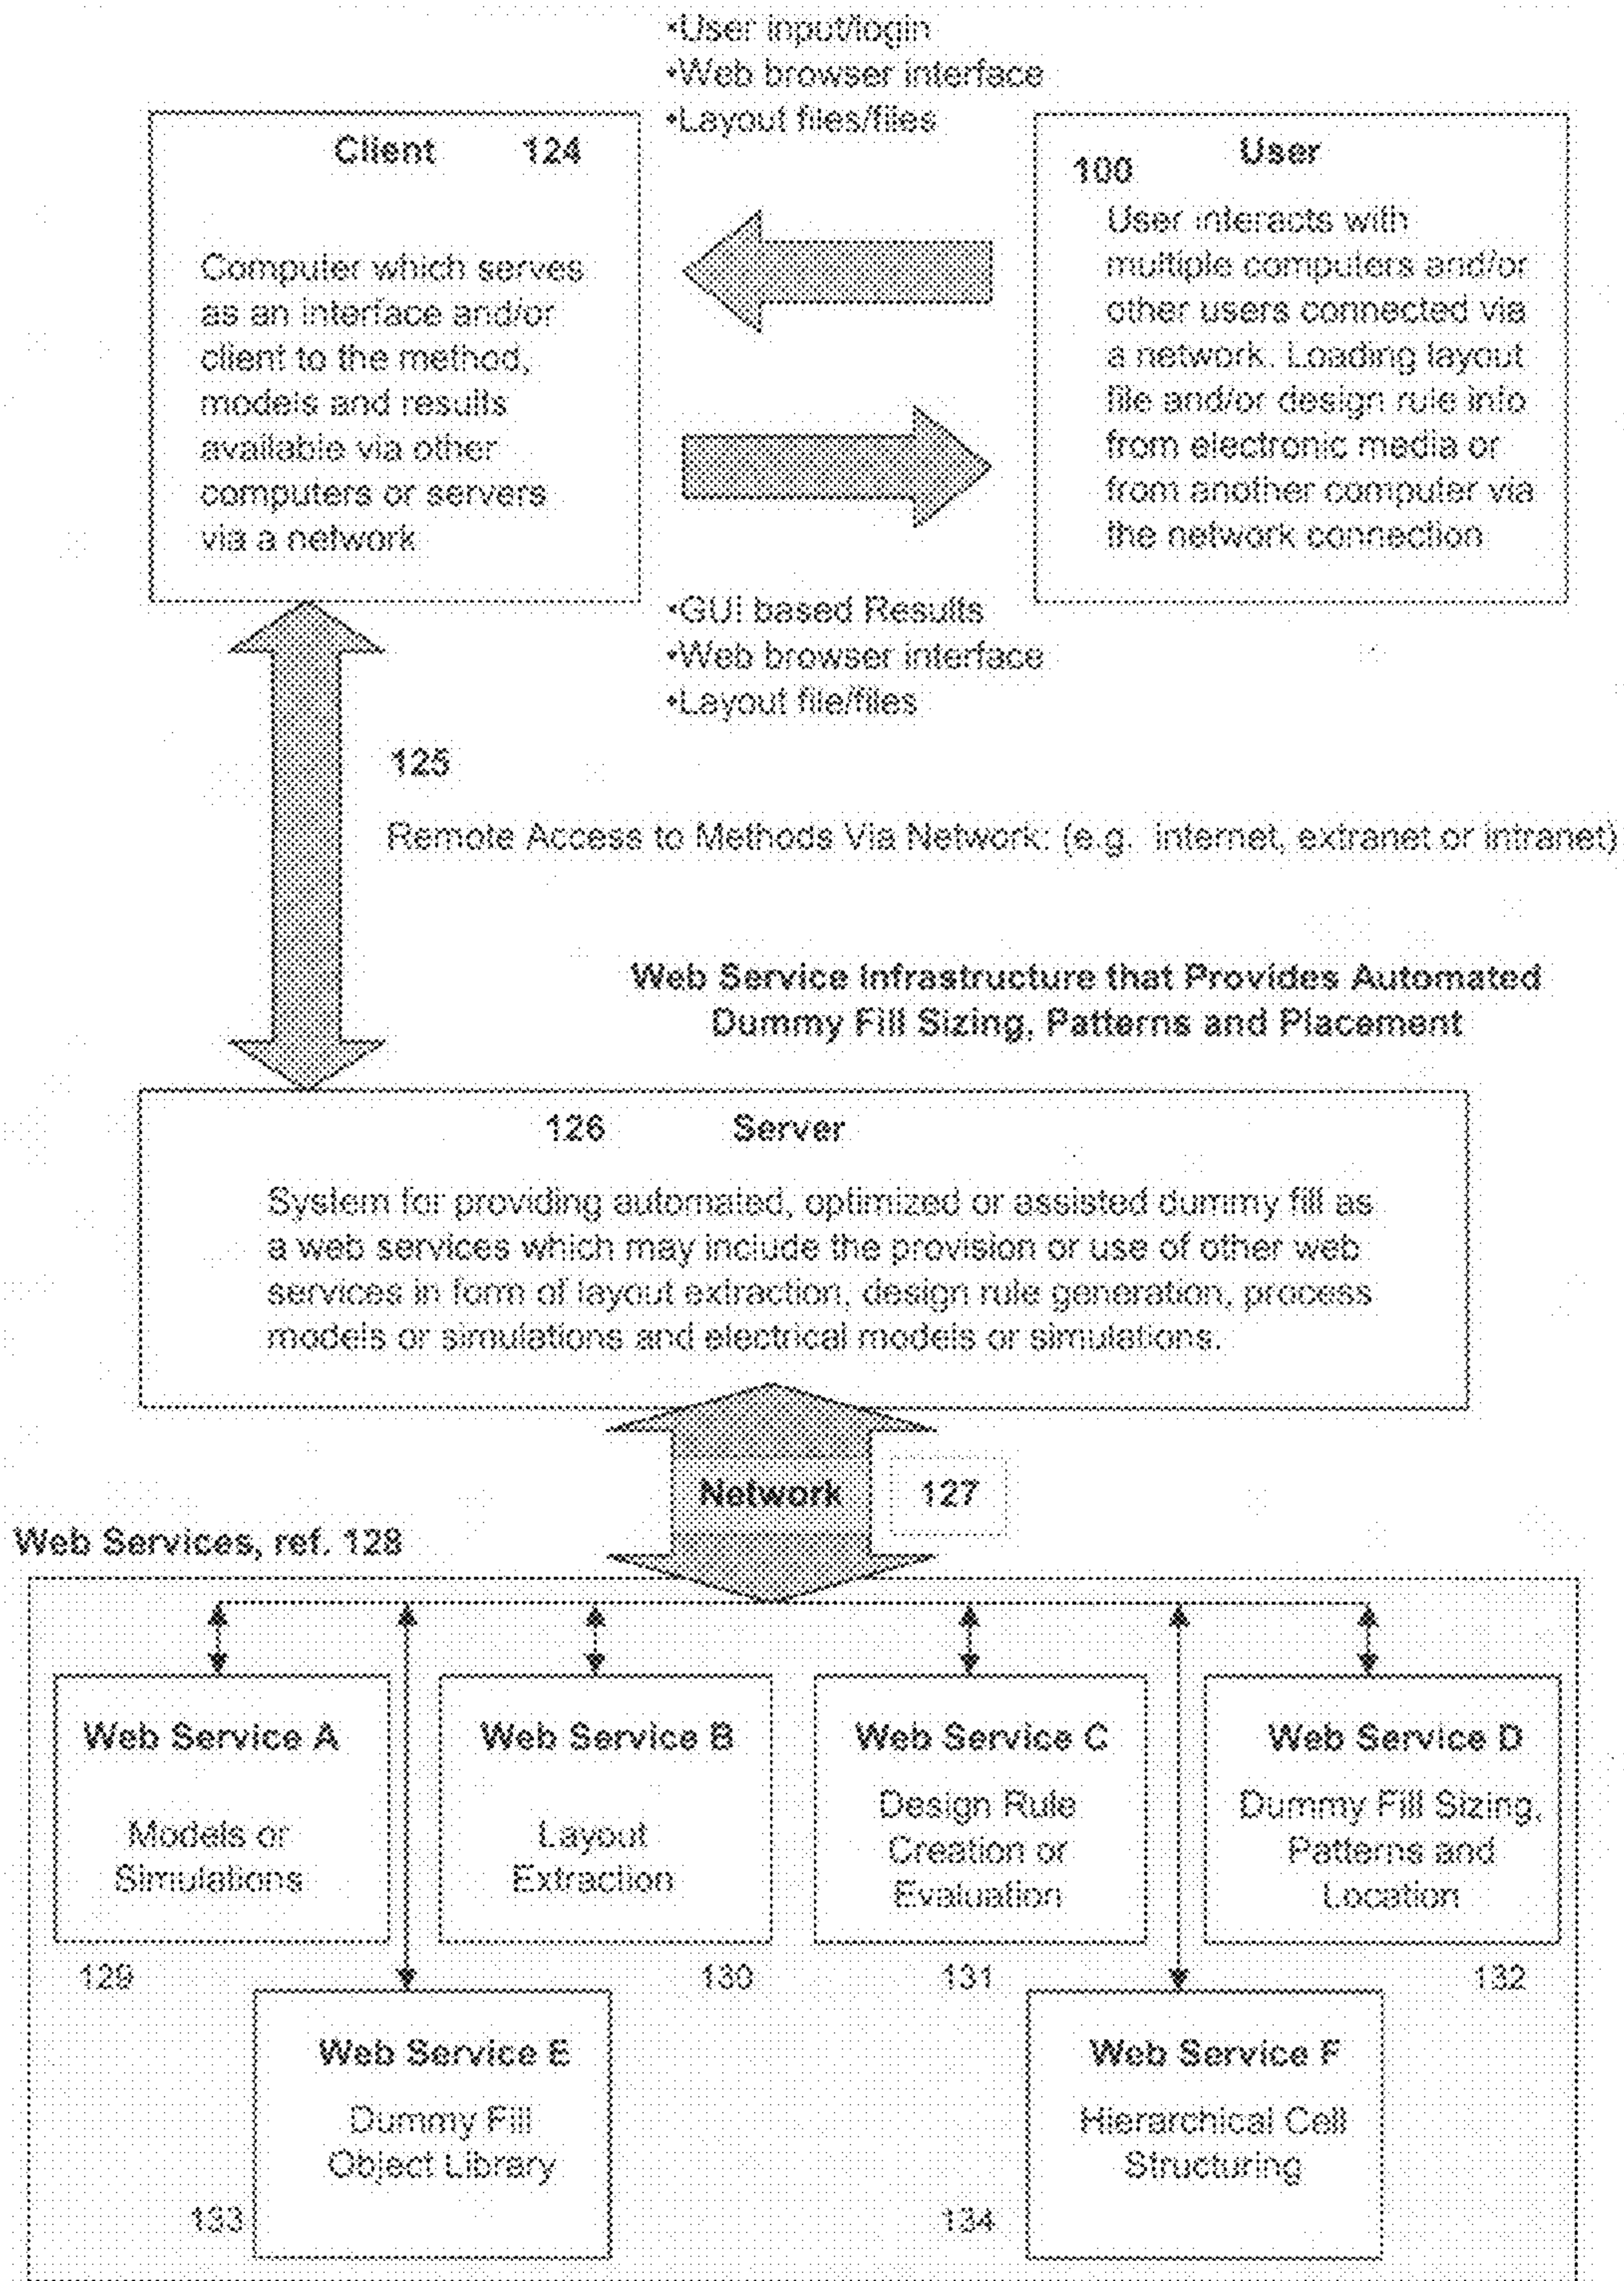 •User input/login
•Web browser interface
•Layout files/files
Client 124
Computer which serves
as an interface and/or
client to the method,
models and results
available via other
computers or servers
via a network
100 User
User interacts with
multiple computers and/or
other users connected via
a network. Loading layout
file and/or design rule into
from electronic media or
from another computer via
the network connection
•GUI based Results
•Web browser interface
•Layout file/files
125
Remote Access to Methods Via Network: (e.g. internet, extranet or intranet)
Web Service Infrastructure that Provides Automated
Dummy Fill Sizing, Patterns and Placement
126 Server
System for providing automated, optimized or assisted dummy fill as
a web services which may include the provision or use of other web
services in form of layout extraction, design rule generation, process
models or simulations and electrical models or simulations.
Network 127
Web Services, ref. 128
Web Service A
Models or
Simulations
129
Web Service B
Layout
Extraction
130
Web Service C
Design Rule
Creation or
Evaluation
131
Web Service D
Dummy Fill Sizing,
Patterns and
Location
132
Web Service E
Dummy Fill
Object Library
133
Web Service F
Hierarchical Cell
Structuring
134